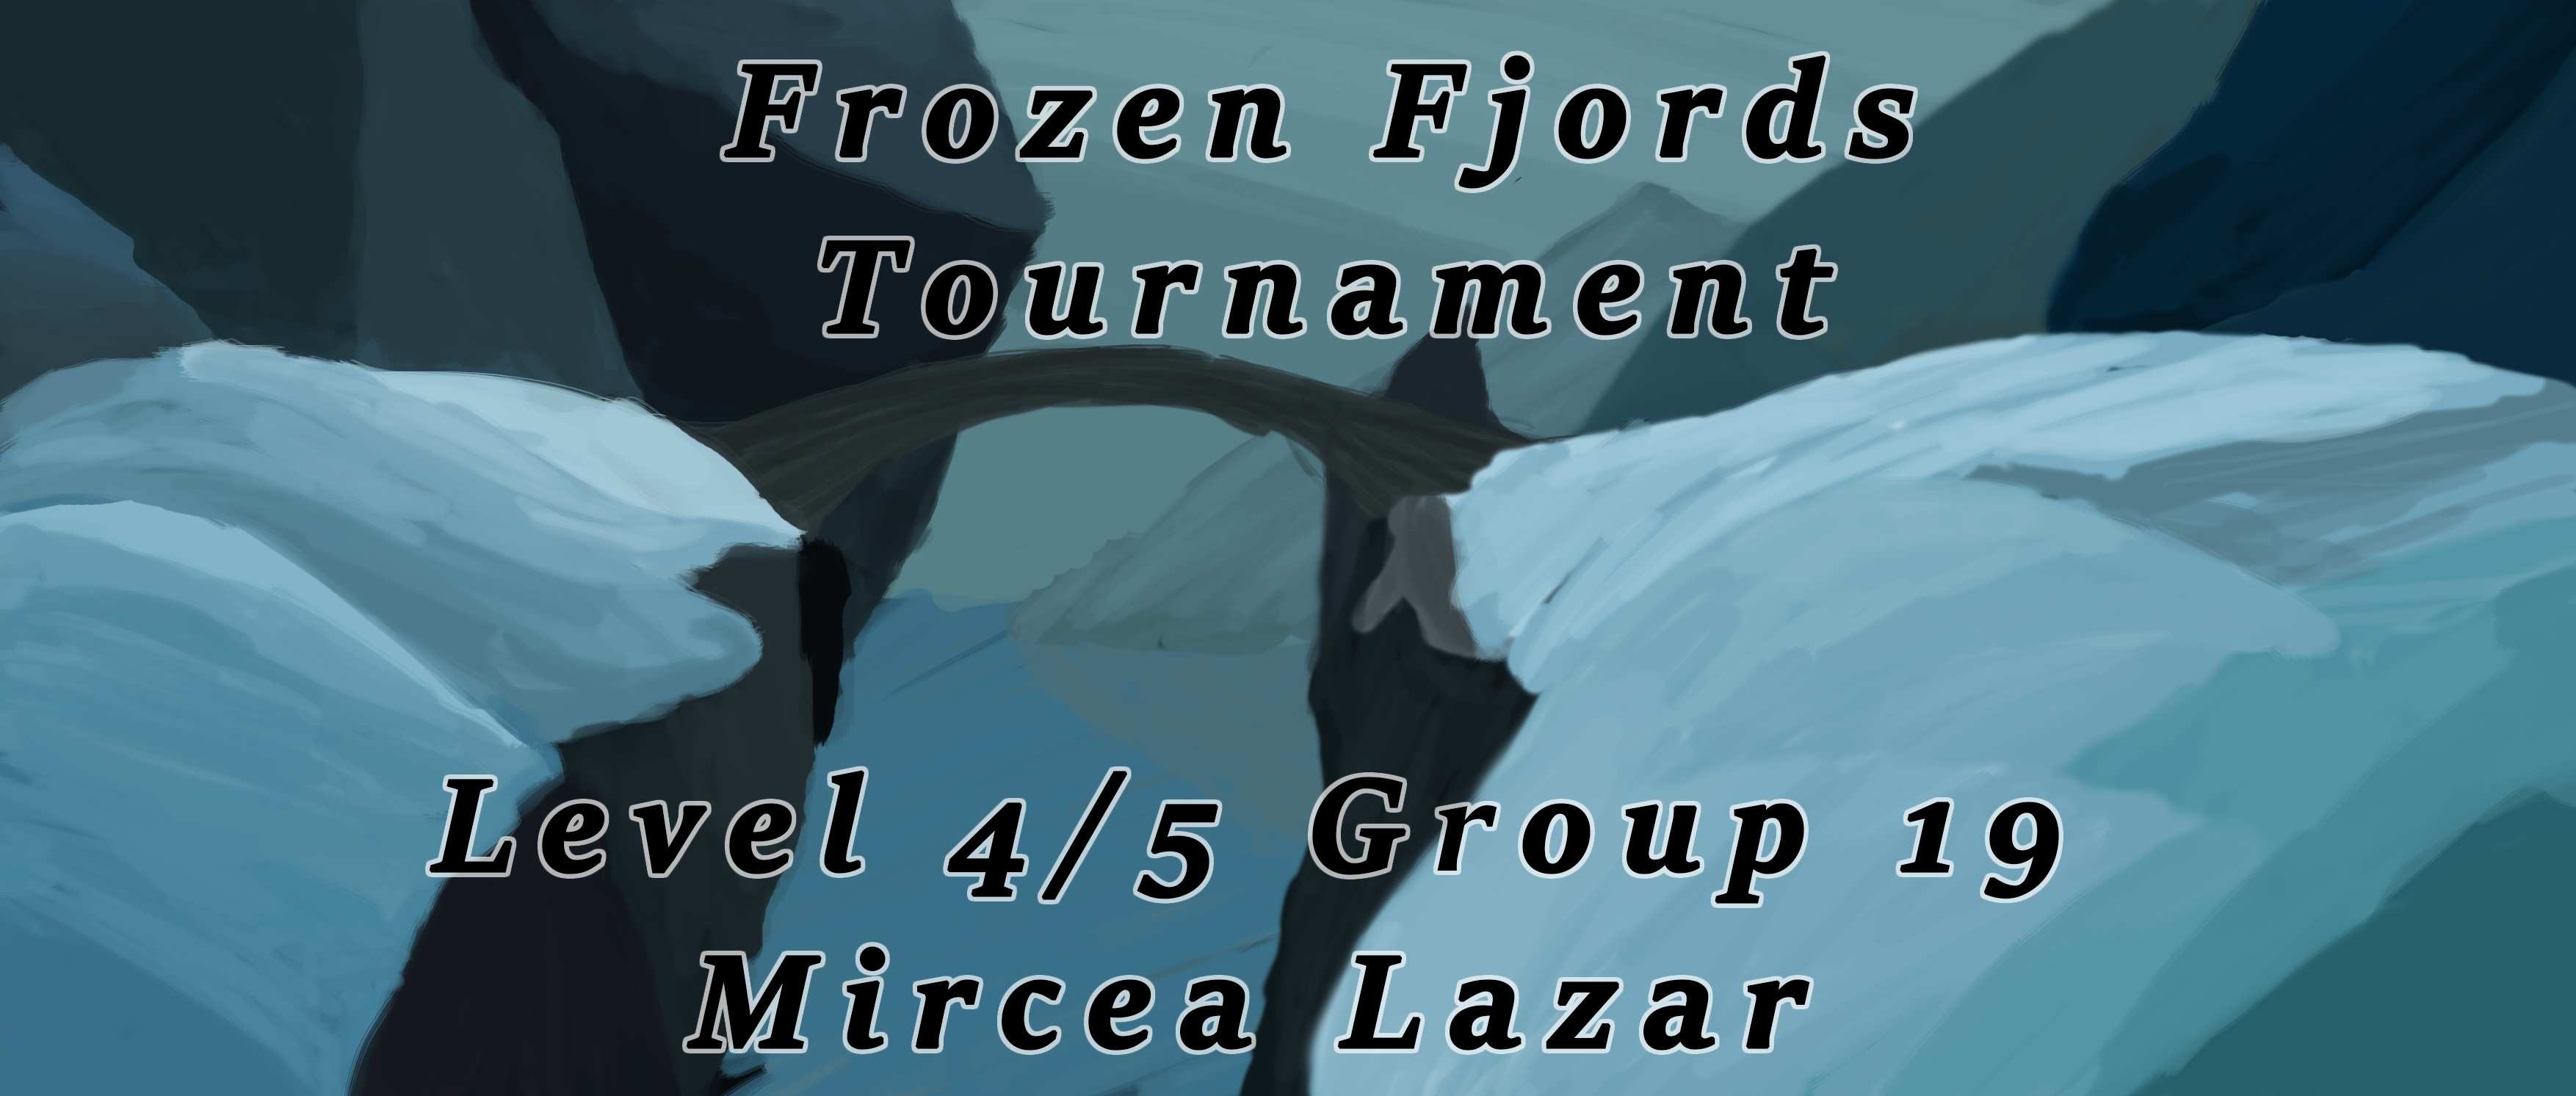 Frozen Fjords
Tournament
Level 4/5 Group 19
Mircea Lazar